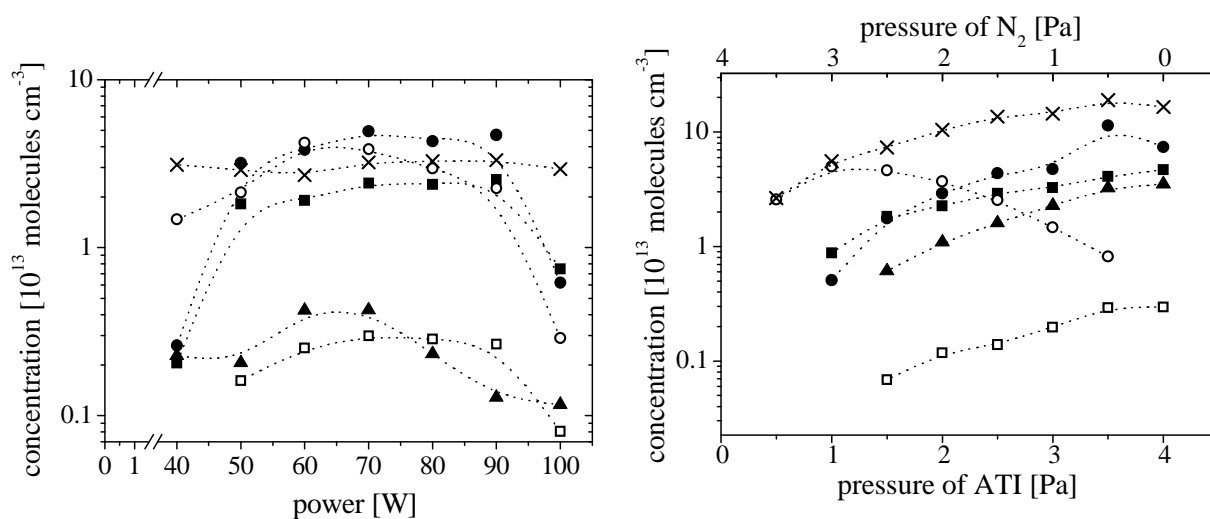 concentration [10^13 molecules cm^-3]
10
1
0.1
0 1 40 50 60 70 80 90 100
power [W]
pressure of N_2 [Pa]
4 3 2 1 0
concentration [10^13 molecules cm^-3]
10
1
0.1
0 1 2 3 4
pressure of ATI [Pa]